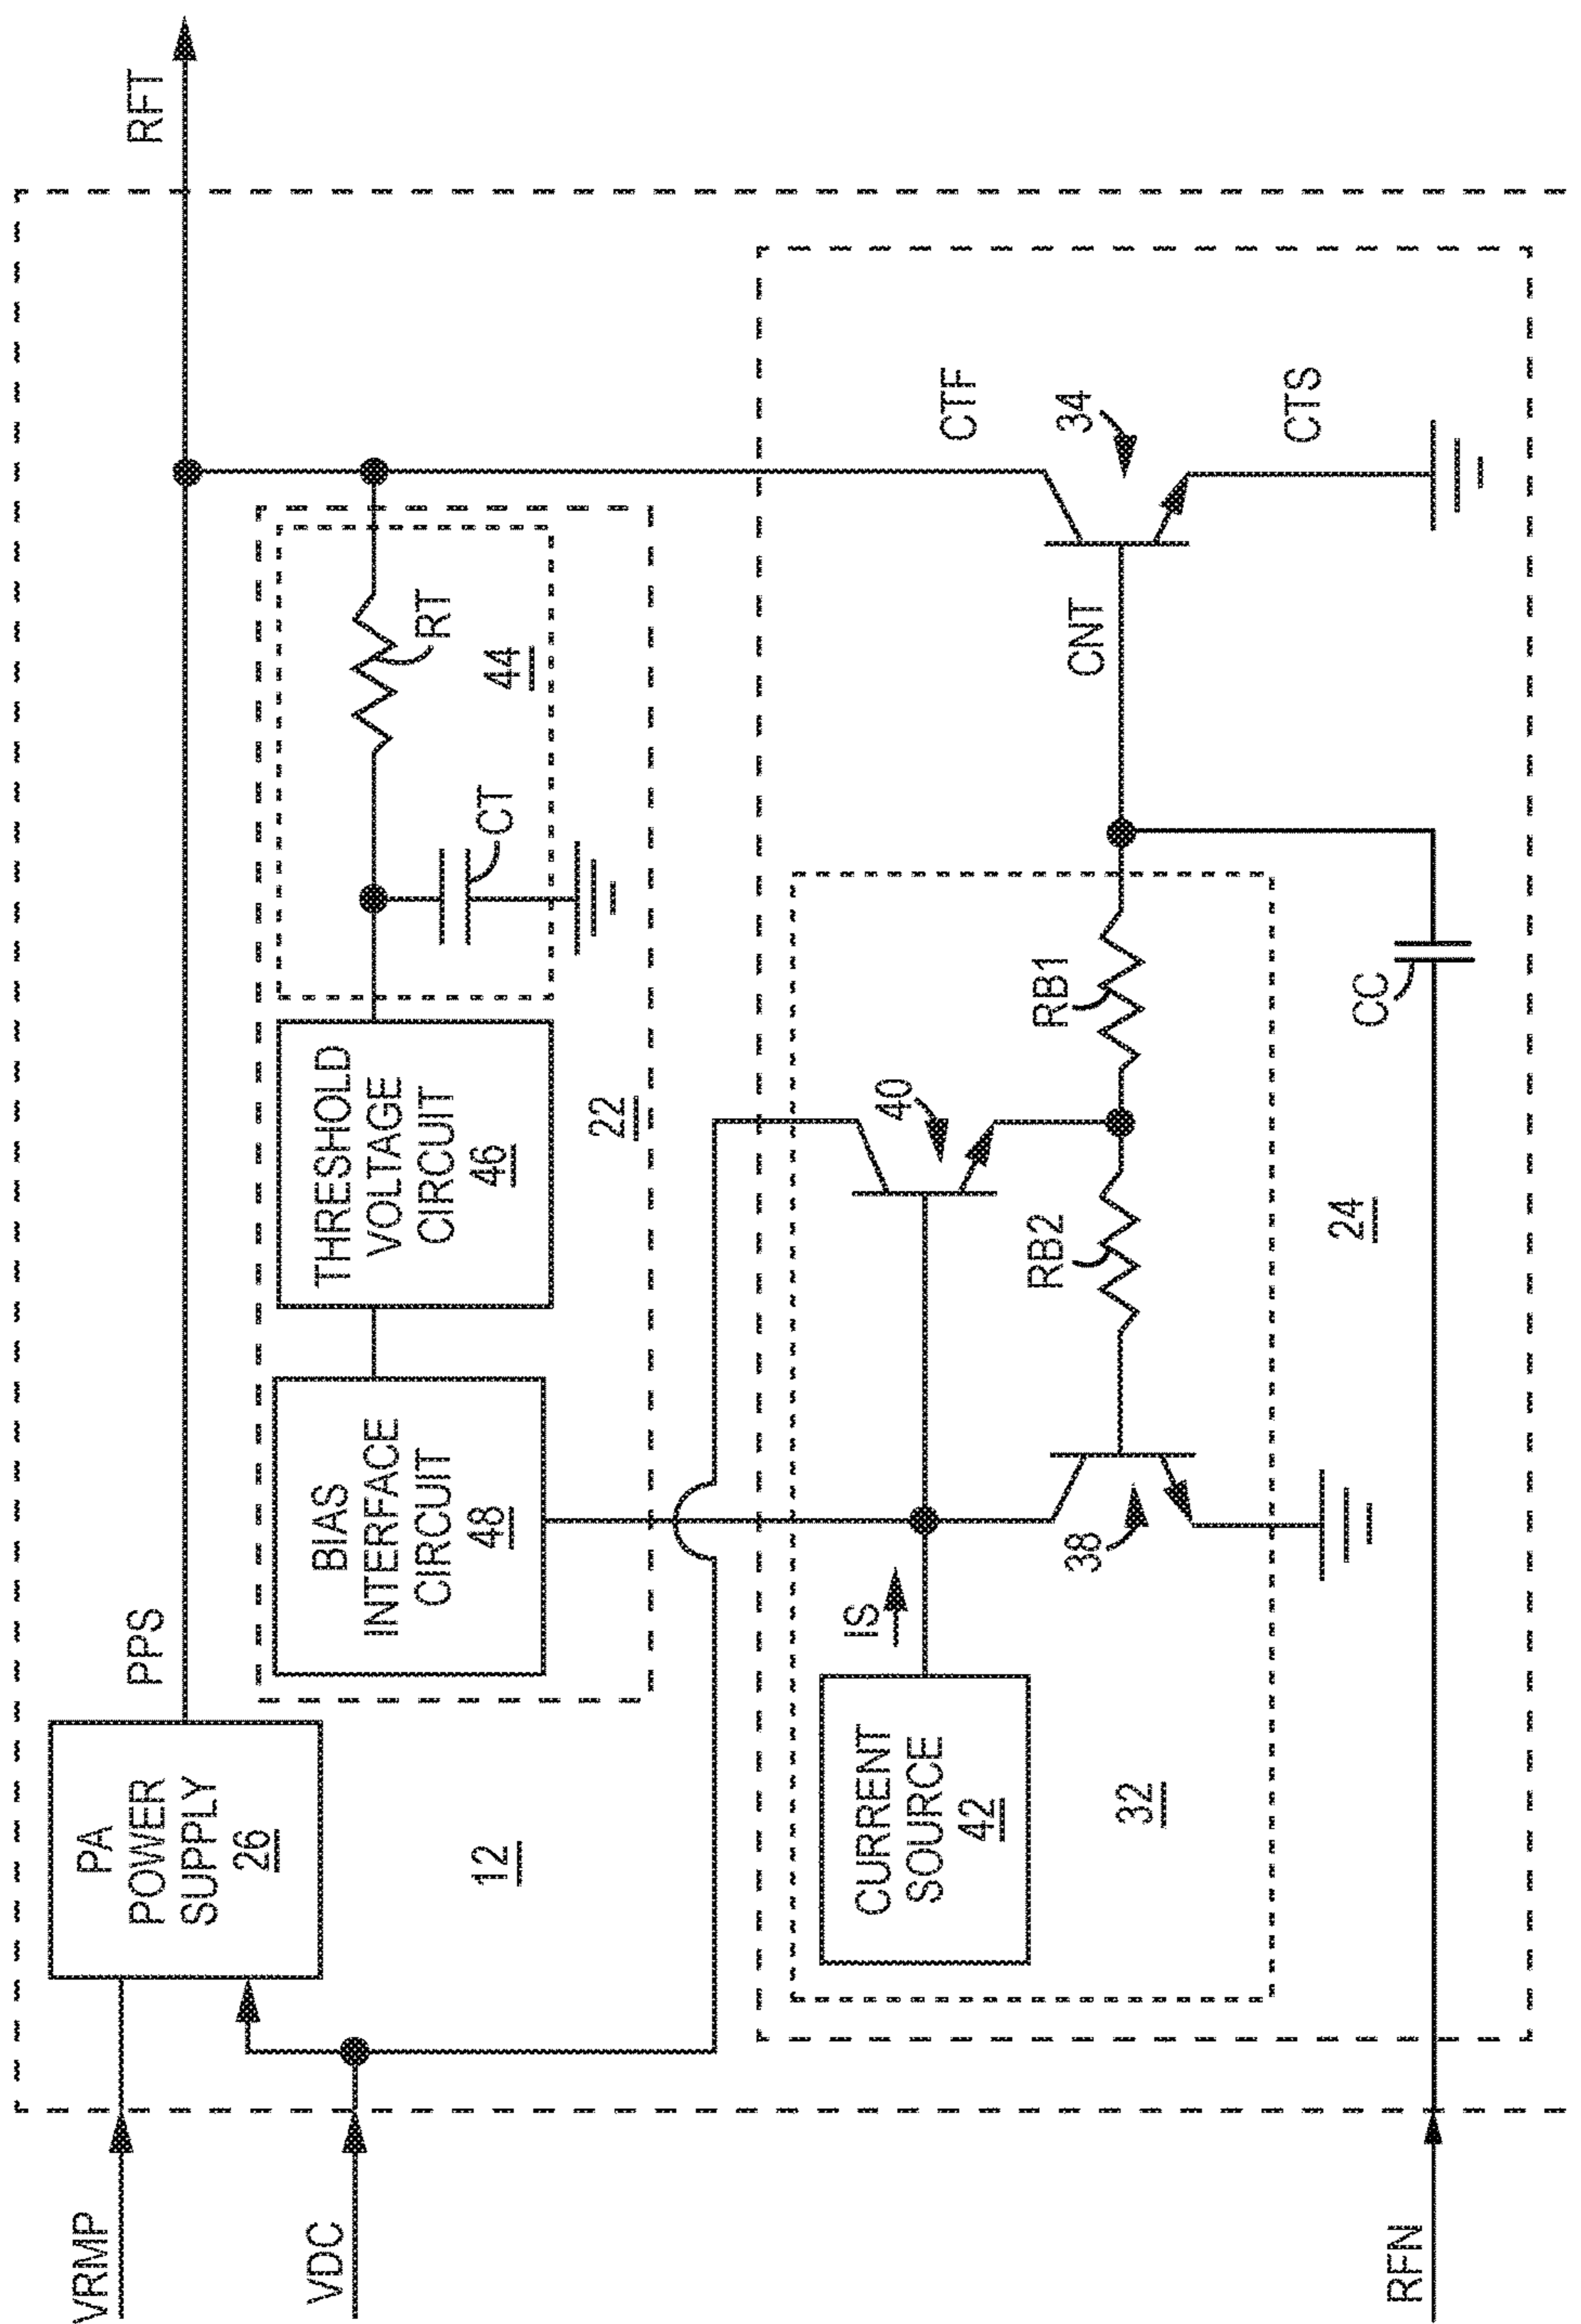 VRMP
VDC
PA
POWER
SUPPLY
26
PPS
RFT
12
BIAS
INTERFACE
CIRCUIT
48
THRESHOLD
VOLTAGE
CIRCUIT
46
CT
RT
44
22
CURRENT
SOURCE
42
IS
32
38
40
RB2
RB1
CNT
CTF
34
CTS
24
CC
RFN